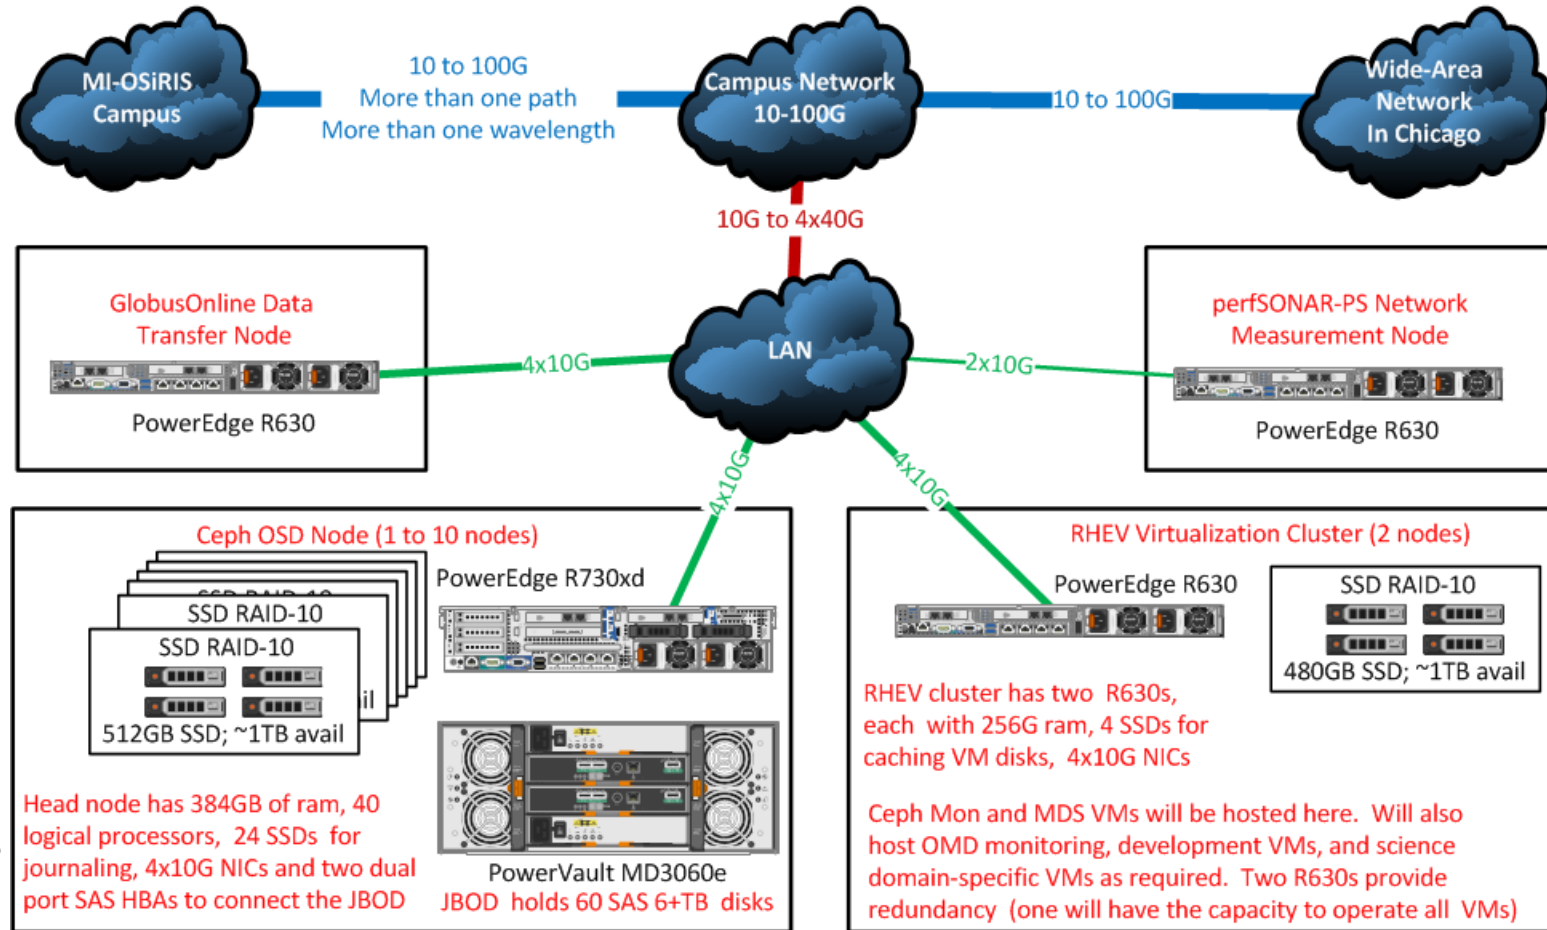 MI-OSiRIS
Campus
10 to 100G
More than one path
More than one wavelength
Campus Network
10-100G
10 to 100G
Wide-Area
Network
In Chicago
10G to 4x40G
GlobusOnline Data
Transfer Node
PowerEdge R630
4x10G
LAN
2x10G
perfSONAR-PS Network
Measurement Node
PowerEdge R630
4x10G
4x10G
Ceph OSD Node (1 to 10 nodes)
SSD RAID-10
SSD RAID-10
SSD RAID-10
512GB SSD; ~1TB avail
PowerEdge R730xd
PowerVault MD3060e
JBOD holds 60 SAS 6+TB disks
Head node has 384GB of ram, 40
logical processors, 24 SSDs for
journaling, 4x10G NICs and two dual
port SAS HBAs to connect the JBOD
RHEV Virtualization Cluster (2 nodes)
PowerEdge R630
SSD RAID-10
480GB SSD; ~1TB avail
RHEV cluster has two R630s,
each with 256G ram, 4 SSDs for
caching VM disks, 4x10G NICs
Ceph Mon and MDS VMs will be hosted here. Will also
host OMD monitoring, development VMs, and science
domain-specific VMs as required. Two R630s provide
redundancy (one will have the capacity to operate all VMs)